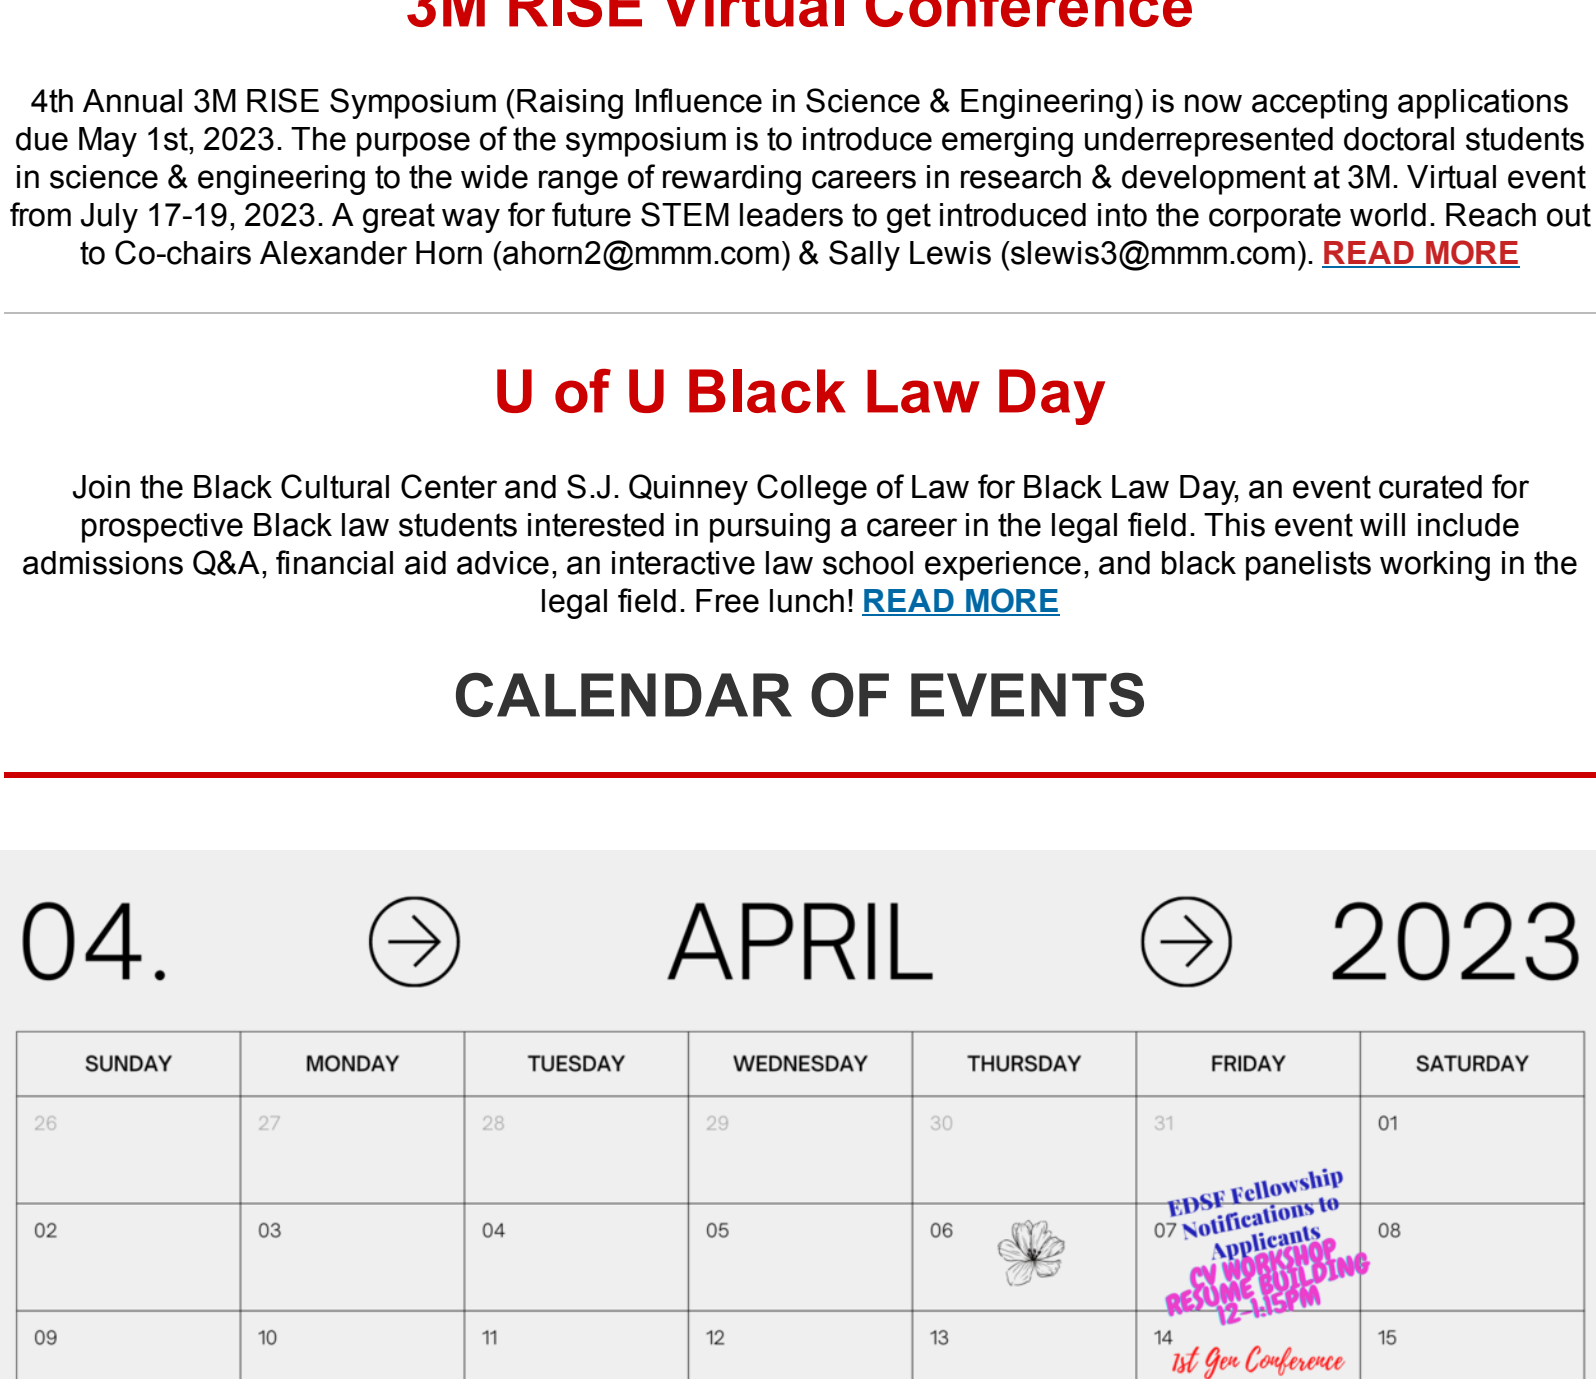 3M RISE Virtual Conference
4th Annual 3M RISE Symposium (Raising Influence in Science & Engineering) is now accepting applications
due May 1st, 2023. The purpose of the symposium is to introduce emerging underrepresented doctoral students
in science & engineering to the wide range of rewarding careers in research & development at 3M. Virtual event
from July 17-19, 2023. A great way for future STEM leaders to get introduced into the corporate world. Reach out
to Co-chairs Alexander Horn (ahorn2@mmm.com) & Sally Lewis (slewis3@mmm.com). READ MORE
U of U Black Law Day
Join the Black Cultural Center and S.J. Quinney College of Law for Black Law Day, an event curated for
prospective Black law students interested in pursuing a career in the legal field. This event will include
admissions Q&A, financial aid advice, an interactive law school experience, and black panelists working in the
legal field. Free lunch! READ MORE
CALENDAR OF EVENTS
04. APRIL 2023
SUNDAY MONDAY TUESDAY WEDNESDAY THURSDAY FRIDAY SATURDAY
26 27 28 29 30 31 01
02 03 04 05 06 07 08
EDSF Fellowship
Notifications to
Applicants
CV WORKSHOP
RESUME BUILDING
12-1:15PM
09 10 11 12 13 14 15
1st Gen Conference